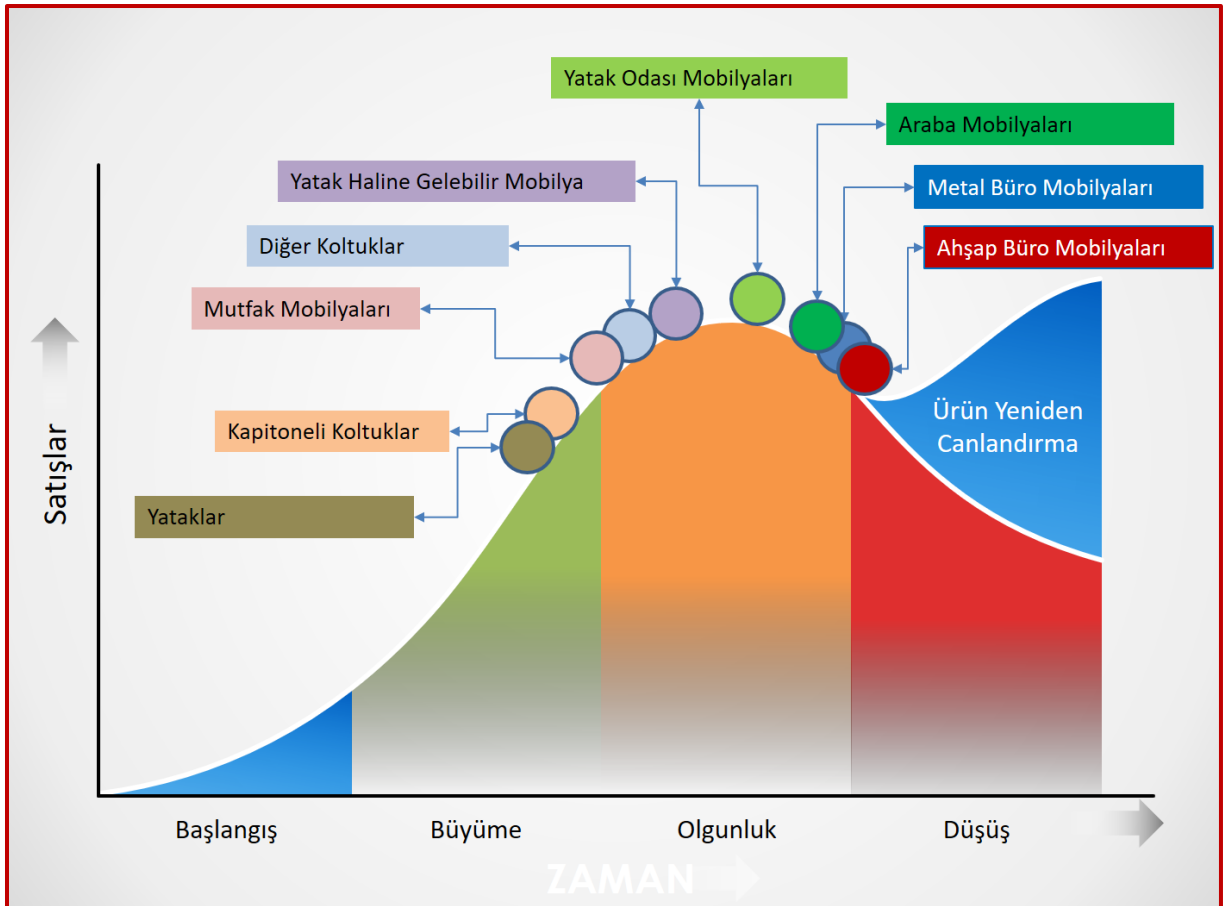 Yatak Odası Mobilyaları
Araba Mobilyaları
Yatak Haline Gelebilir Mobilya
Metal Büro Mobilyaları
Diğer Koltuklar
Ahşap Büro Mobilyaları
Mutfak Mobilyaları
Kapitoneli Koltuklar
Yataklar
Ürün Yeniden
Canlandırma
Satışlar
Başlangış
Büyüme
Olgunluk
Düşüş
ZAMAN